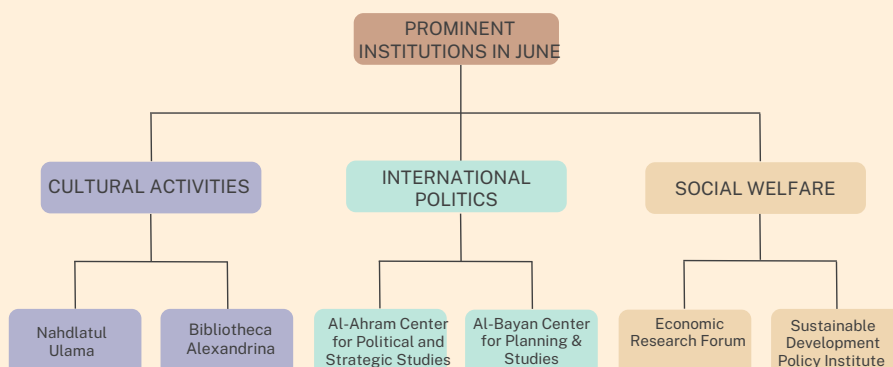 PROMINENT
INSTITUTIONS IN JUNE
CULTURAL ACTIVITIES
INTERNATIONAL
POLITICS
SOCIAL WELFARE
Nahdlatul
Ulama
Bibliotheca
Alexandrina
Al-Ahram Center
for Political and
Strategic Studies
Al-Bayan Center
for Planning &
Studies
Economic
Research Forum
Sustainable
Development
Policy Institute